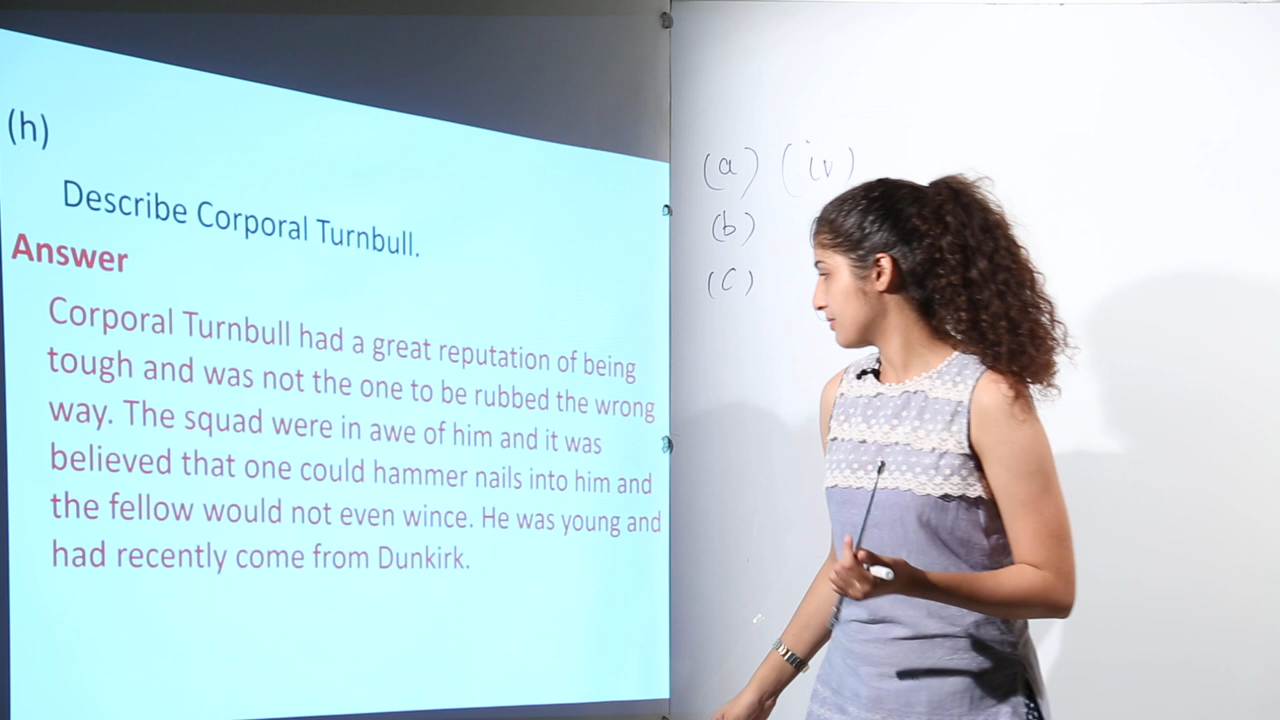 (h)
Describe Corporal Turnbull.
Answer
Corporal Turnbull had a great reputation of being
tough and was not the one to be rubbed the wrong
way. The squad were in awe of him and it was
believed that one could hammer nails into him and
the fellow would not even wince. He was young and
had recently come from Dunkirk.
(a) (iv)
(b)
(c)